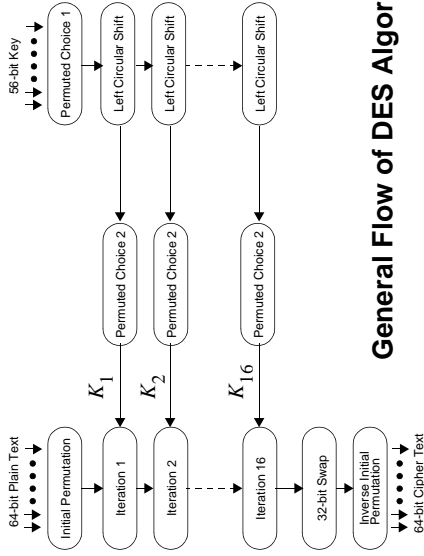 64-bit Plain Text
56-bit Key
Initial Permutation
Permuted Choice 1
Iteration 1
K1
Permuted Choice 2
Left Circular Shift
Iteration 2
K2
Permuted Choice 2
Left Circular Shift
Iteration 16
K16
Permuted Choice 2
Left Circular Shift
32-bit Swap
Inverse Initial
Permutation
64-bit Cipher Text
General Flow of DES Algor